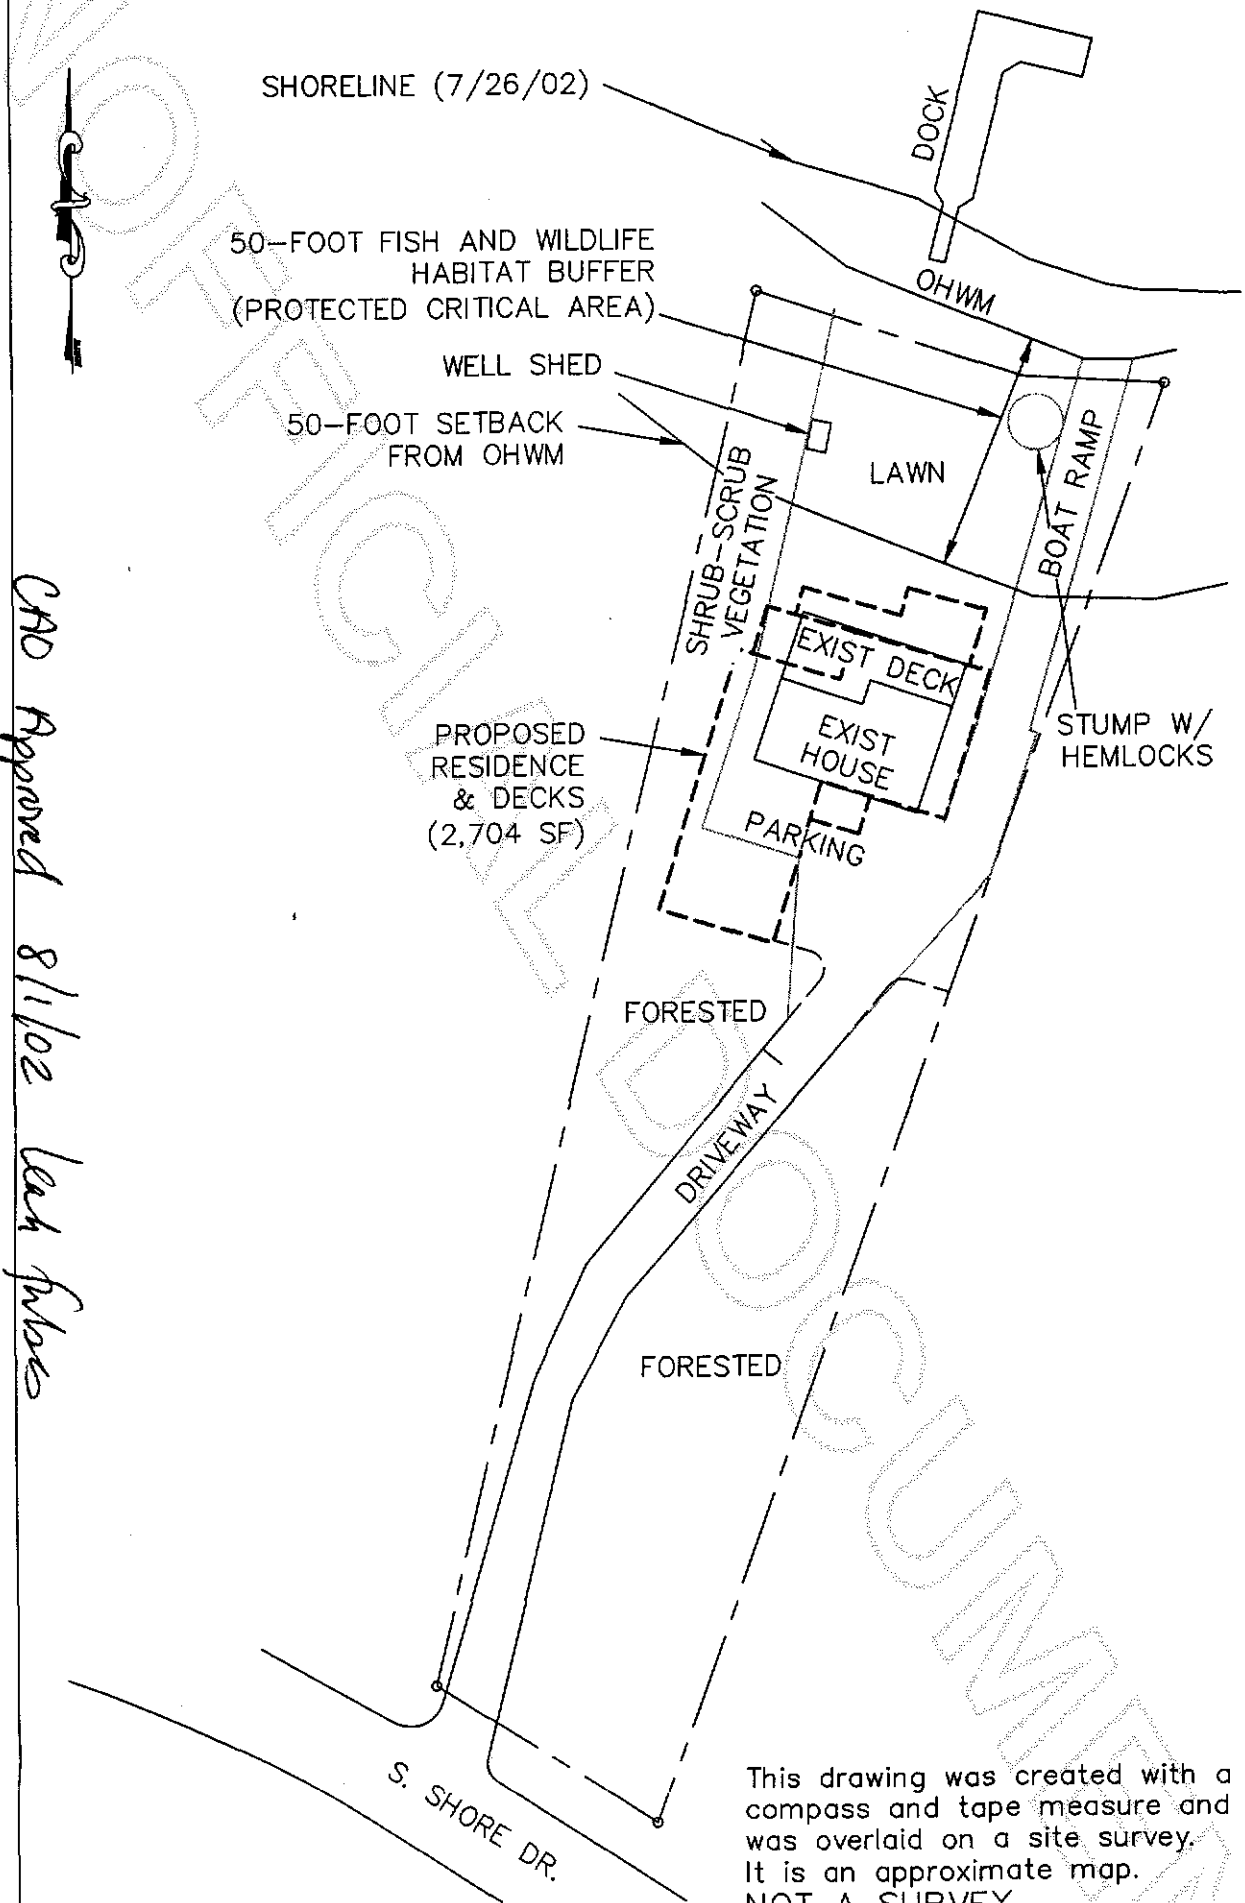 SHORELINE (7/26/02)
DOCK
50-FOOT FISH AND WILDLIFE
HABITAT BUFFER
(PROTECTED CRITICAL AREA)
OHWM
WELL SHED
50-FOOT SETBACK
FROM OHWM
LAWN
BOAT RAMP
SHRUB-SCRUB
VEGETATION
EXIST DECK
EXIST
HOUSE
STUMP W/
HEMLOCKS
PROPOSED
RESIDENCE
& DECKS
(2,704 SF)
PARKING
FORESTED
DRIVEWAY
FORESTED
S. SHORE DR.
CAO Approved 8/1/02 Leah
This drawing was created with a
compass and tape measure and
was overlaid on a site survey.
It is an approximate map.
NOT A SURVEY
UNOFFICIAL DOCUMENT